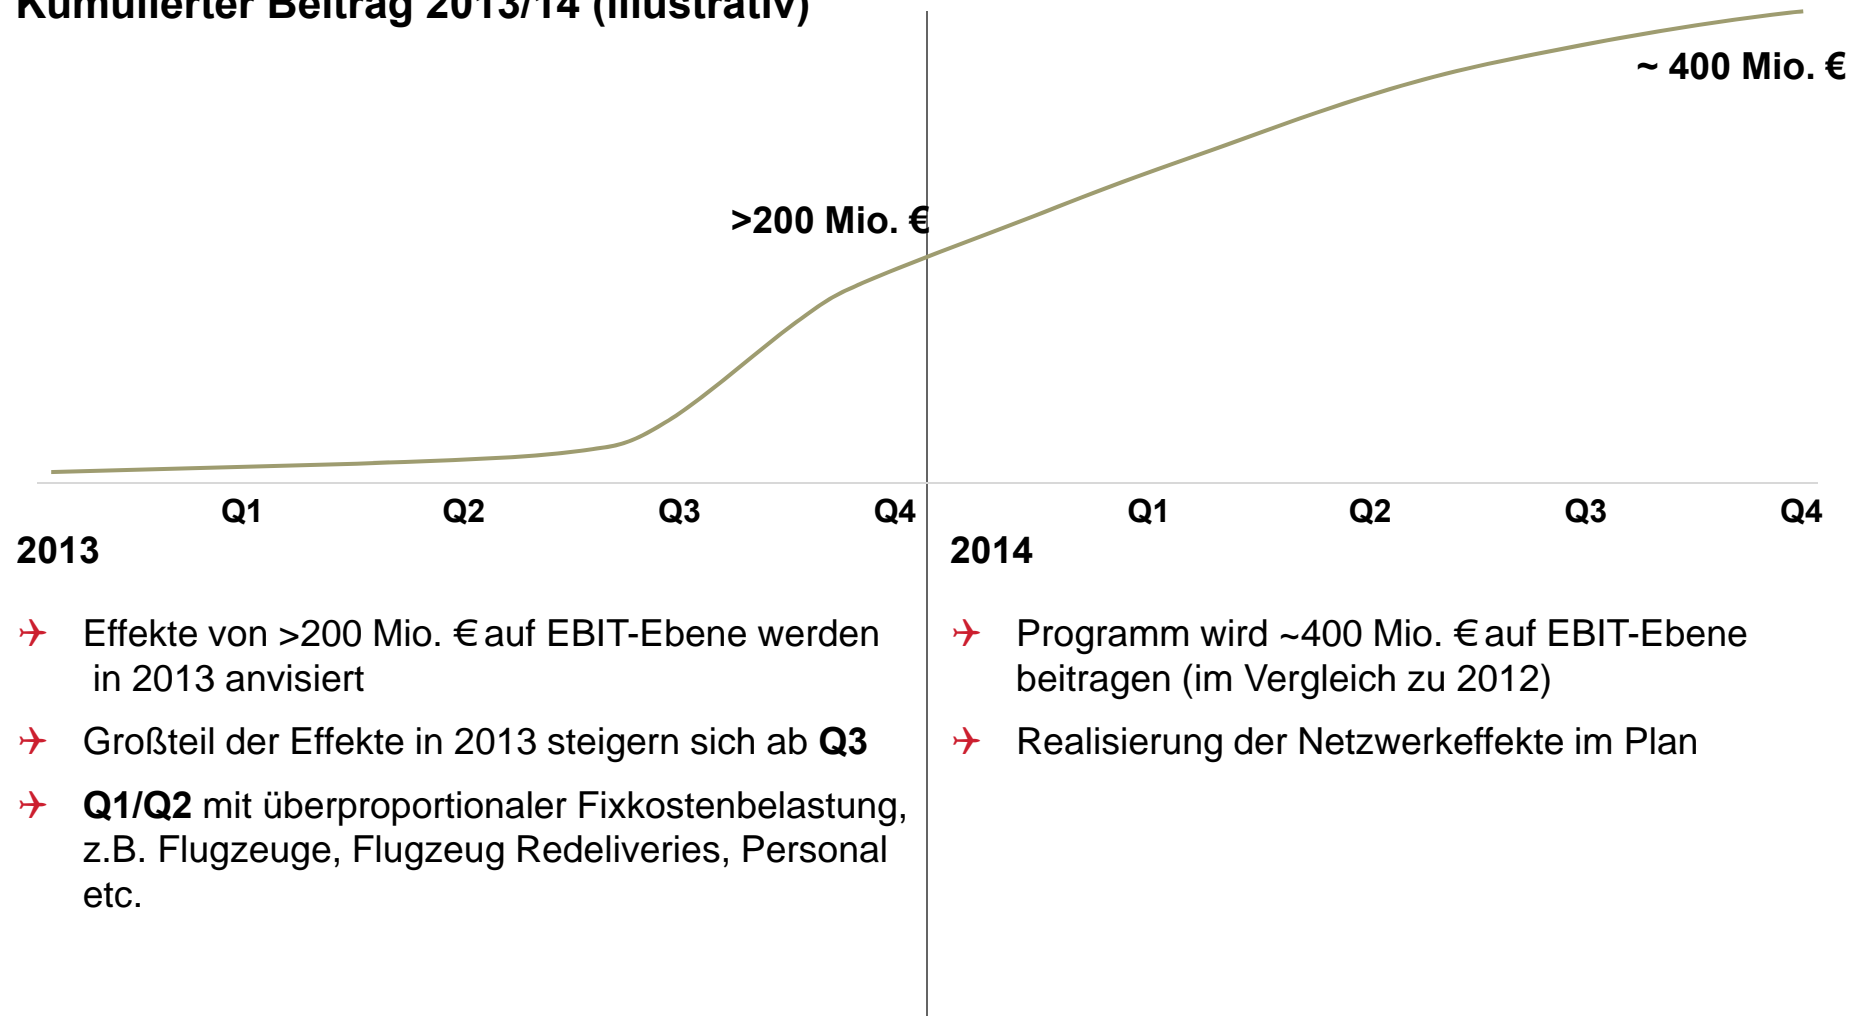 Kumulierter Beitrag 2013/14 (illustrativ)
~ 400 Mio. €
>200 Mio. €
Q1 Q2 Q3 Q4 Q1 Q2 Q3 Q4
2013
Effekte von >200 Mio. € auf EBIT-Ebene werden
in 2013 anvisiert
Großteil der Effekte in 2013 steigern sich ab Q3
Q1/Q2 mit überproportionaler Fixkostenbelastung,
z.B. Flugzeuge, Flugzeug Redeliveries, Personal
etc.
2014
Programm wird ~400 Mio. € auf EBIT-Ebene
beitragen (im Vergleich zu 2012)
Realisierung der Netzwerkeffekte im Plan